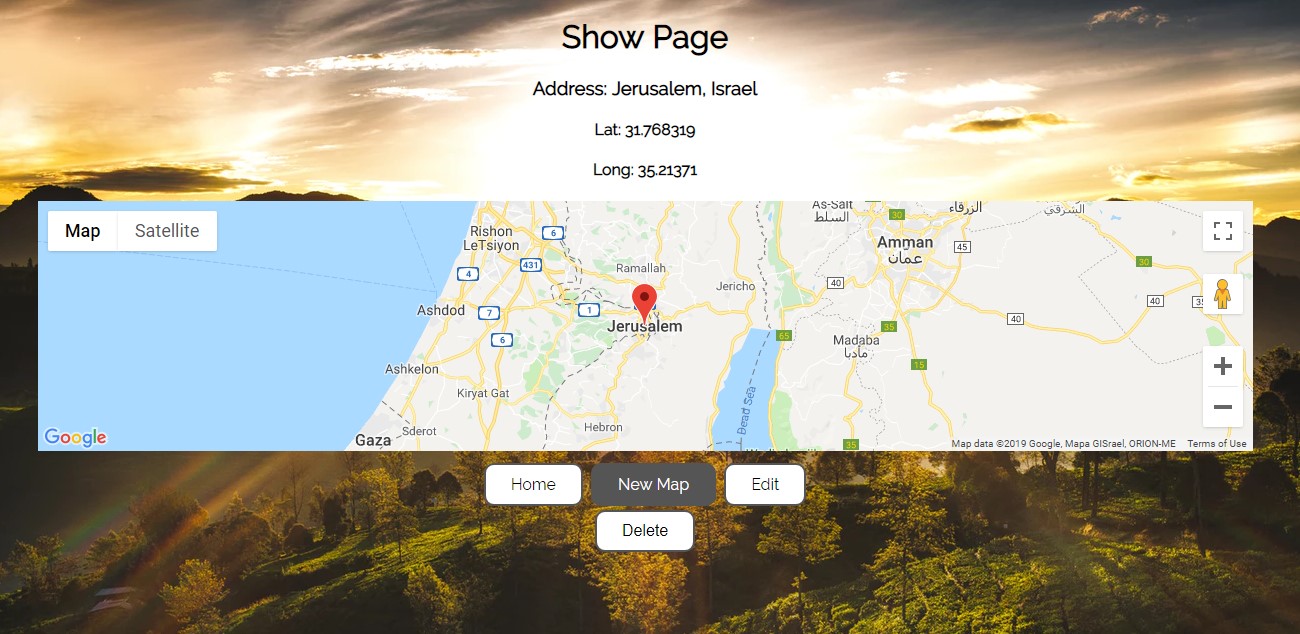 Show Page
Address: Jerusalem, Israel
Lat: 31.768319
Long: 35.21371
Map Satellite
As-Salt
السلط
30
الزرقاء
الشرقي
Rishon
LeTsiyon
6
Amman
عمان
45
431
4
Ramallah
30
Jericho
40
40
Ashdod
7
1
40
Jerusalem
35
65
6
Madaba
مادبا
15
Ashkelon
Kiryat Gat
Dead Sea
Sderot
Hebron
Gaza
35
Google
Map data ©2019 Google, Mapa GISrael, ORION-ME Terms of Use
Home New Map Edit
Delete